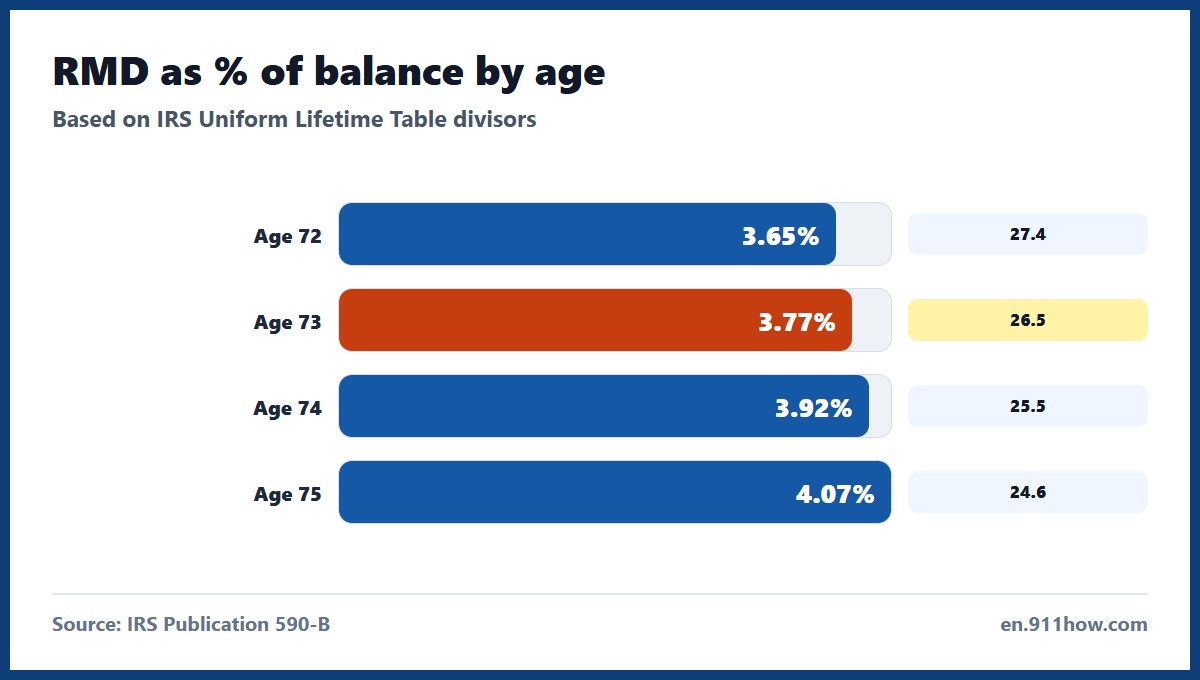 RMD as % of balance by age
Based on IRS Uniform Lifetime Table divisors
Age 72 3.65% 27.4
Age 73 3.77% 26.5
Age 74 3.92% 25.5
Age 75 4.07% 24.6
Source: IRS Publication 590-B en.911how.com